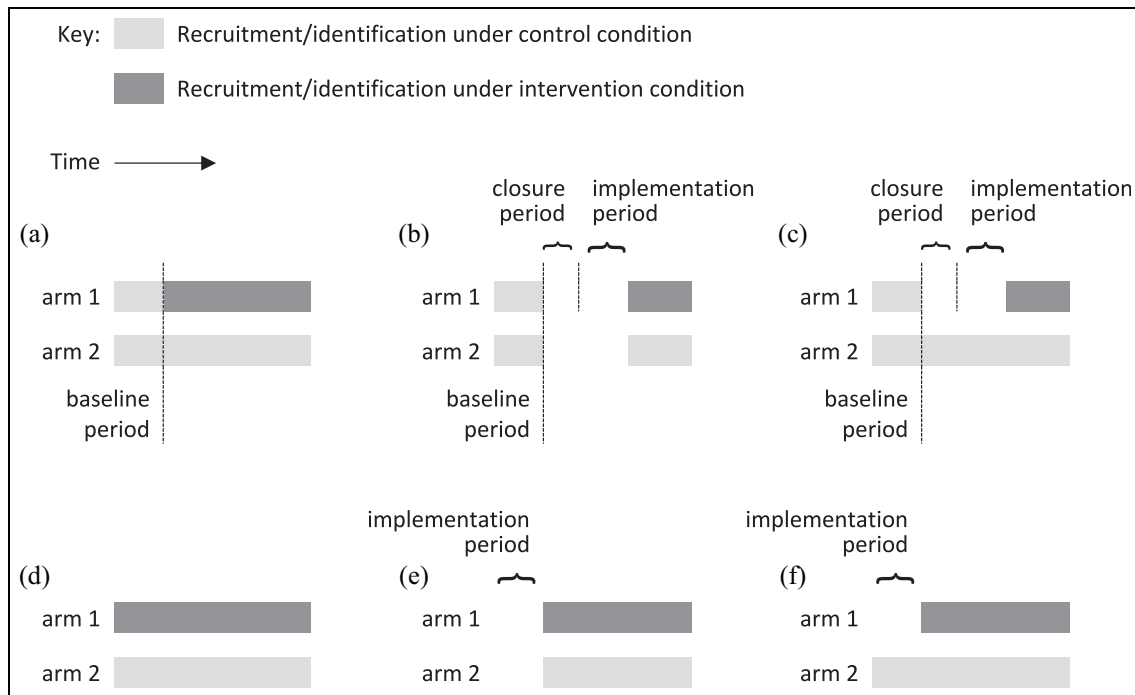 Key: Recruitment/identification under control condition
Recruitment/identification under intervention condition
Time
closure period
implementation period
closure period
implementation period
(a)
(b)
(c)
arm 1
arm 1
arm 1
arm 2
arm 2
arm 2
baseline period
baseline period
baseline period
implementation period
implementation period
(d)
(e)
(f)
arm 1
arm 1
arm 1
arm 2
arm 2
arm 2